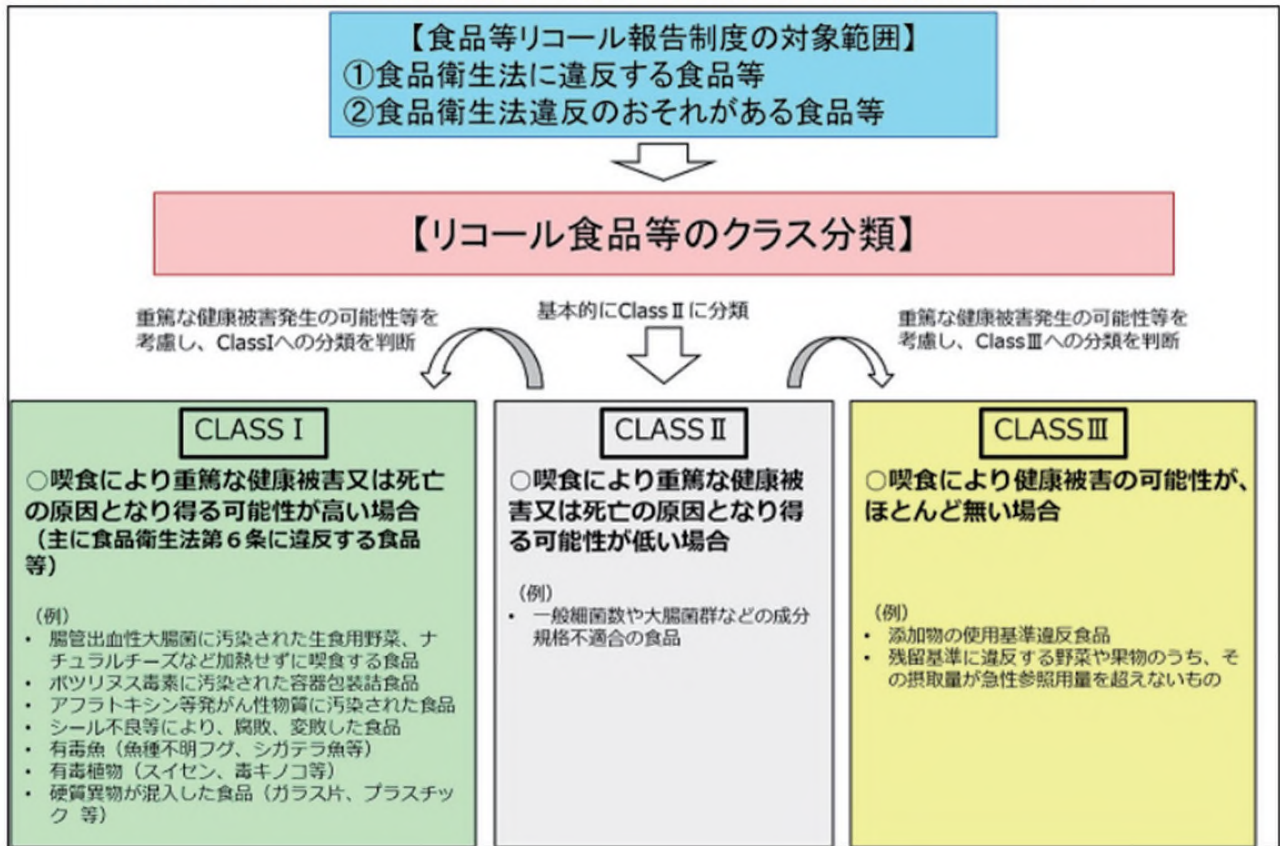 【食品等リコール報告制度の対象範囲】
①食品衛生法に違反する食品等
②食品衛生法違反のおそれがある食品等
【リコール食品等のクラス分類】
重篤な健康被害発生の可能性等を
考慮し、ClassⅠへの分類を判断
基本的にClassⅡに分類
重篤な健康被害発生の可能性等を
考慮し、ClassⅢへの分類を判断
CLASSⅠ
○喫食により重篤な健康被害又は死亡
の原因となり得る可能性が高い場合
（主に食品衛生法第６条に違反する食品
等）
（例）
• 腸管出血性大腸菌に汚染された生食用野菜、ナ
チュラルチーズなど加熱せずに喫食する食品
• ボツリヌス毒素に汚染された容器包装詰食品
• アフラトキシン等発がん性物質に汚染された食品
• シール不良等により、腐敗、変敗した食品
• 有毒魚（魚種不明フグ、シガテラ魚等）
• 有毒植物（スイセン、毒キノコ等）
• 硬質異物が混入した食品（ガラス片、プラスチッ
ク 等）
CLASSⅡ
○喫食により重篤な健康被
害又は死亡の原因となり得
る可能性が低い場合
（例）
• 一般細菌数や大腸菌群などの成分
規格不適合の食品
CLASSⅢ
○喫食により健康被害の可能性が、
ほとんど無い場合
（例）
• 添加物の使用基準違反食品
• 残留基準に違反する野菜や果物のうち、そ
の摂取量が急性参照用量を超えないもの